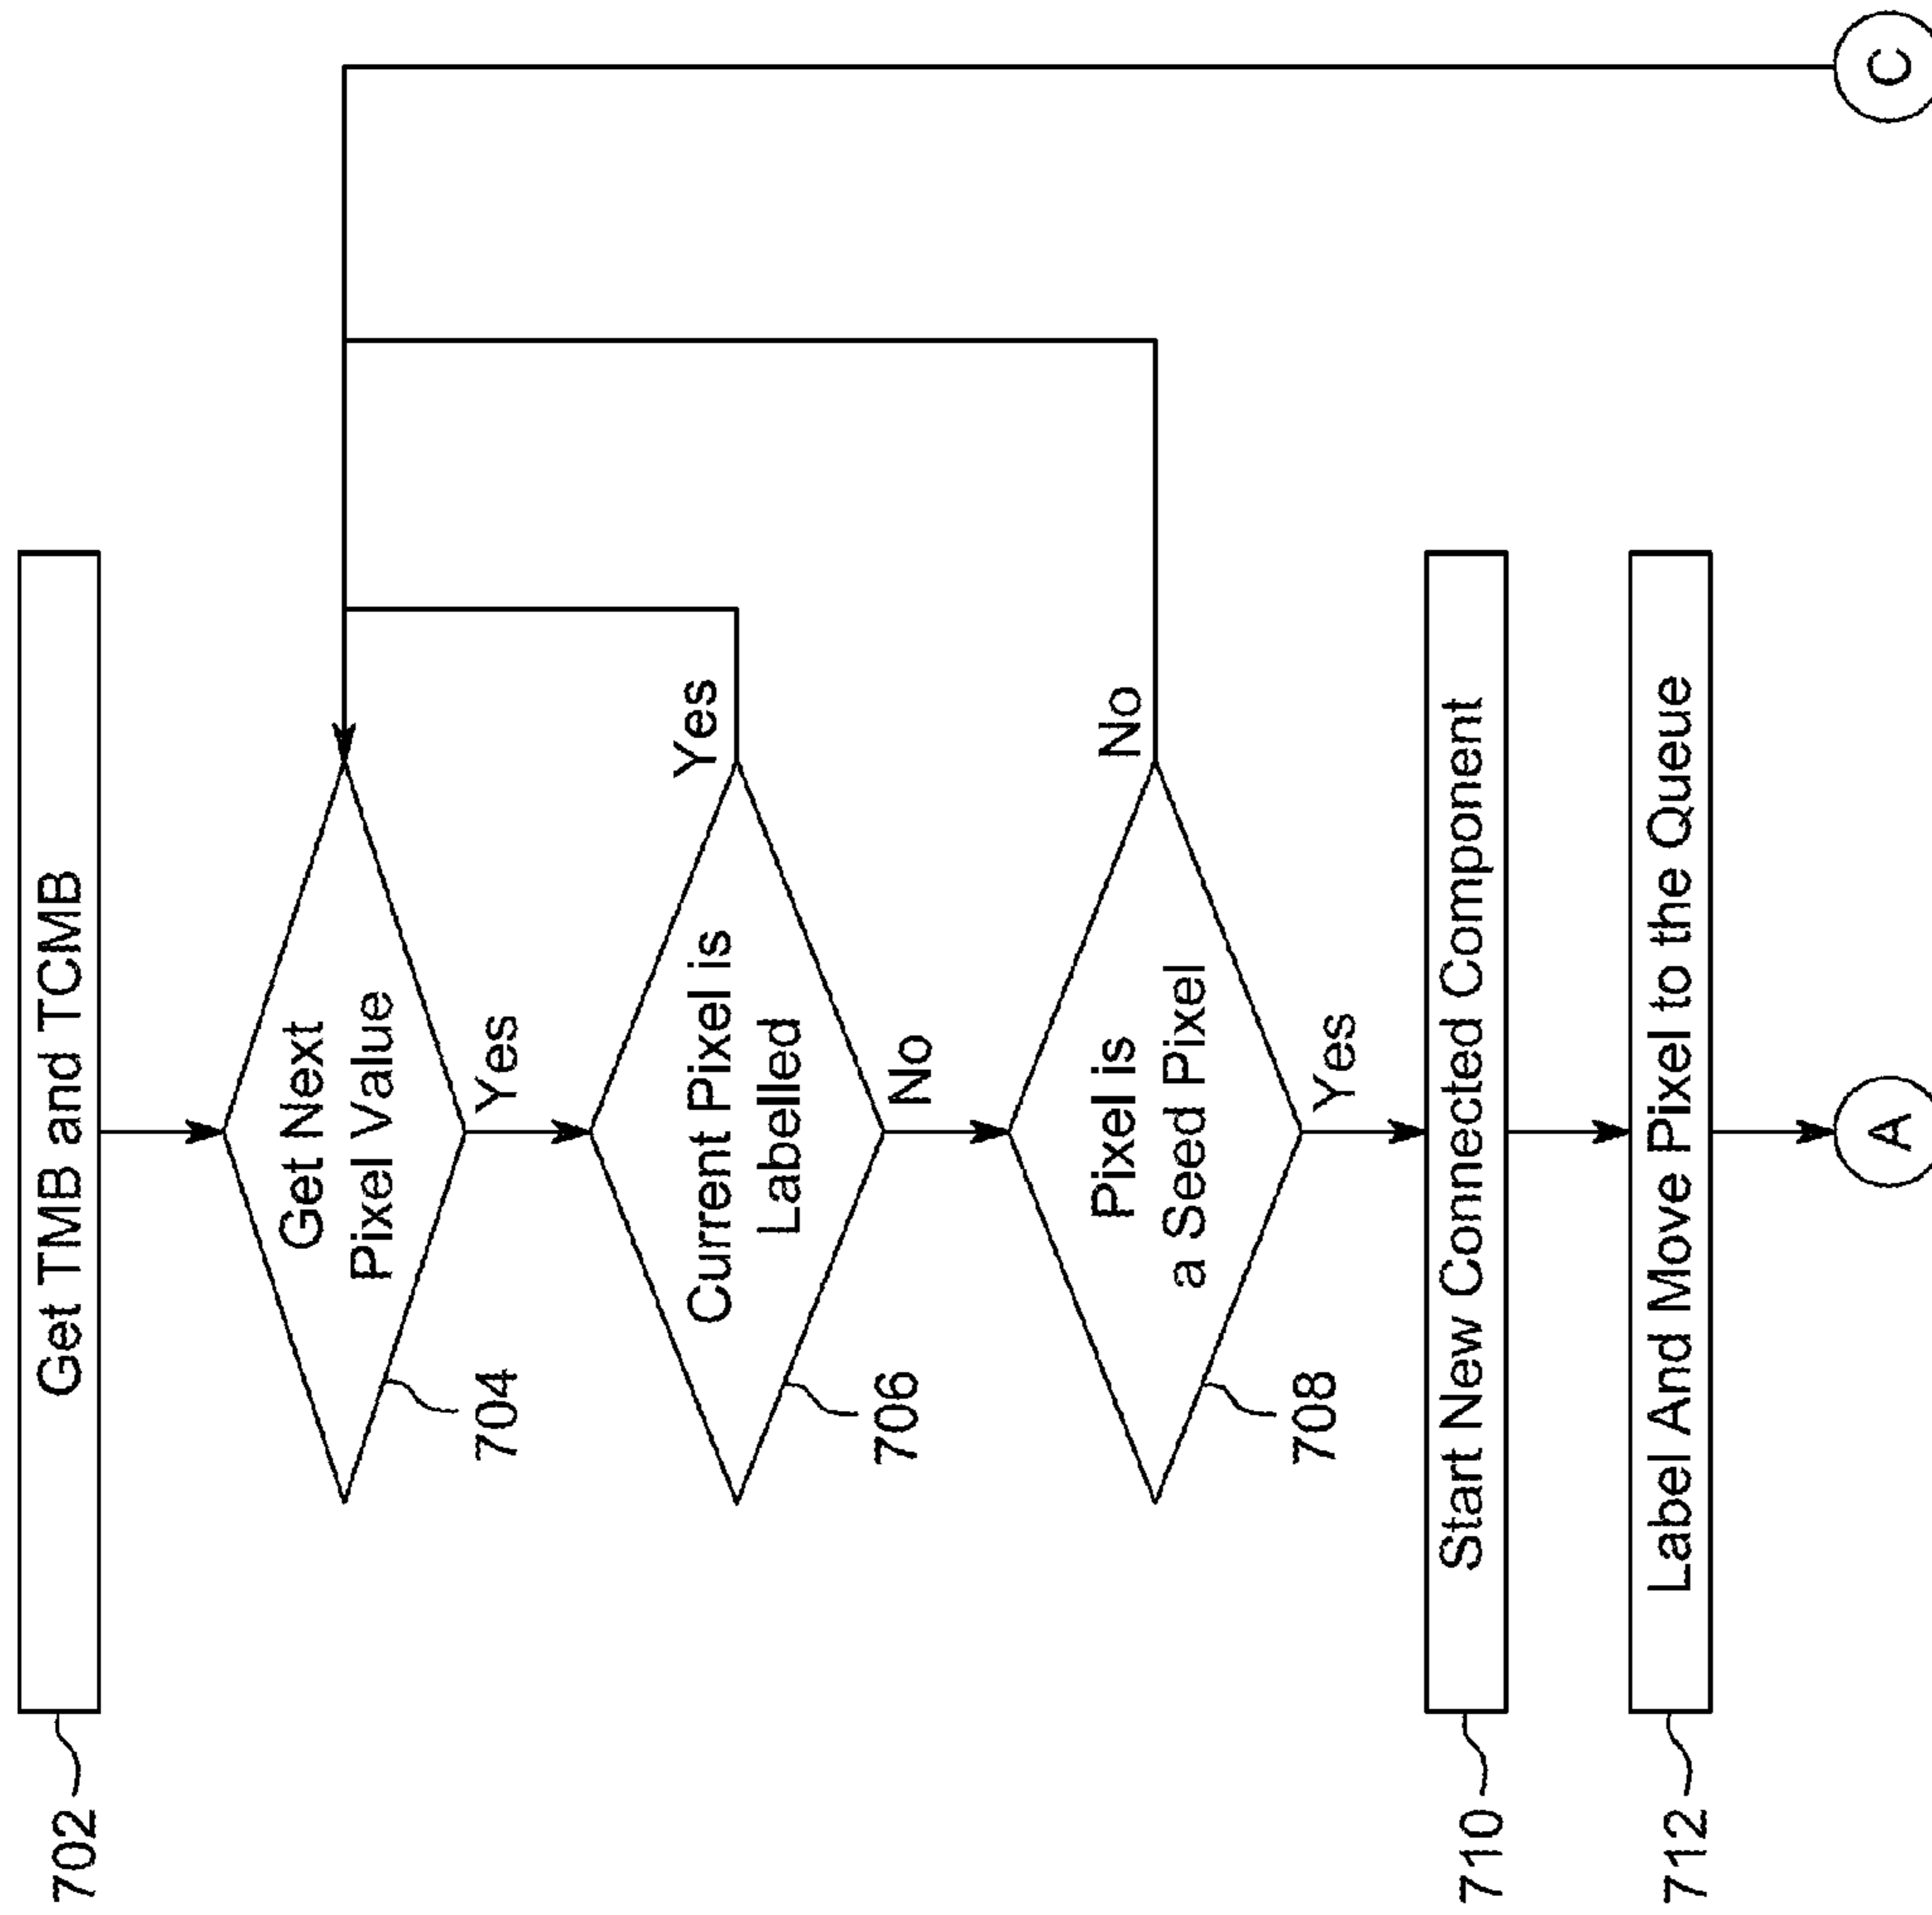 702
Get TMB and TCMB
Get Next
Pixel Value
704
Yes
Current Pixel is
Labelled
Yes
706
No
Pixel is
a Seed Pixel
No
708
Yes
710
Start New Connected Component
712
Label And Move Pixel to the Queue
A
C